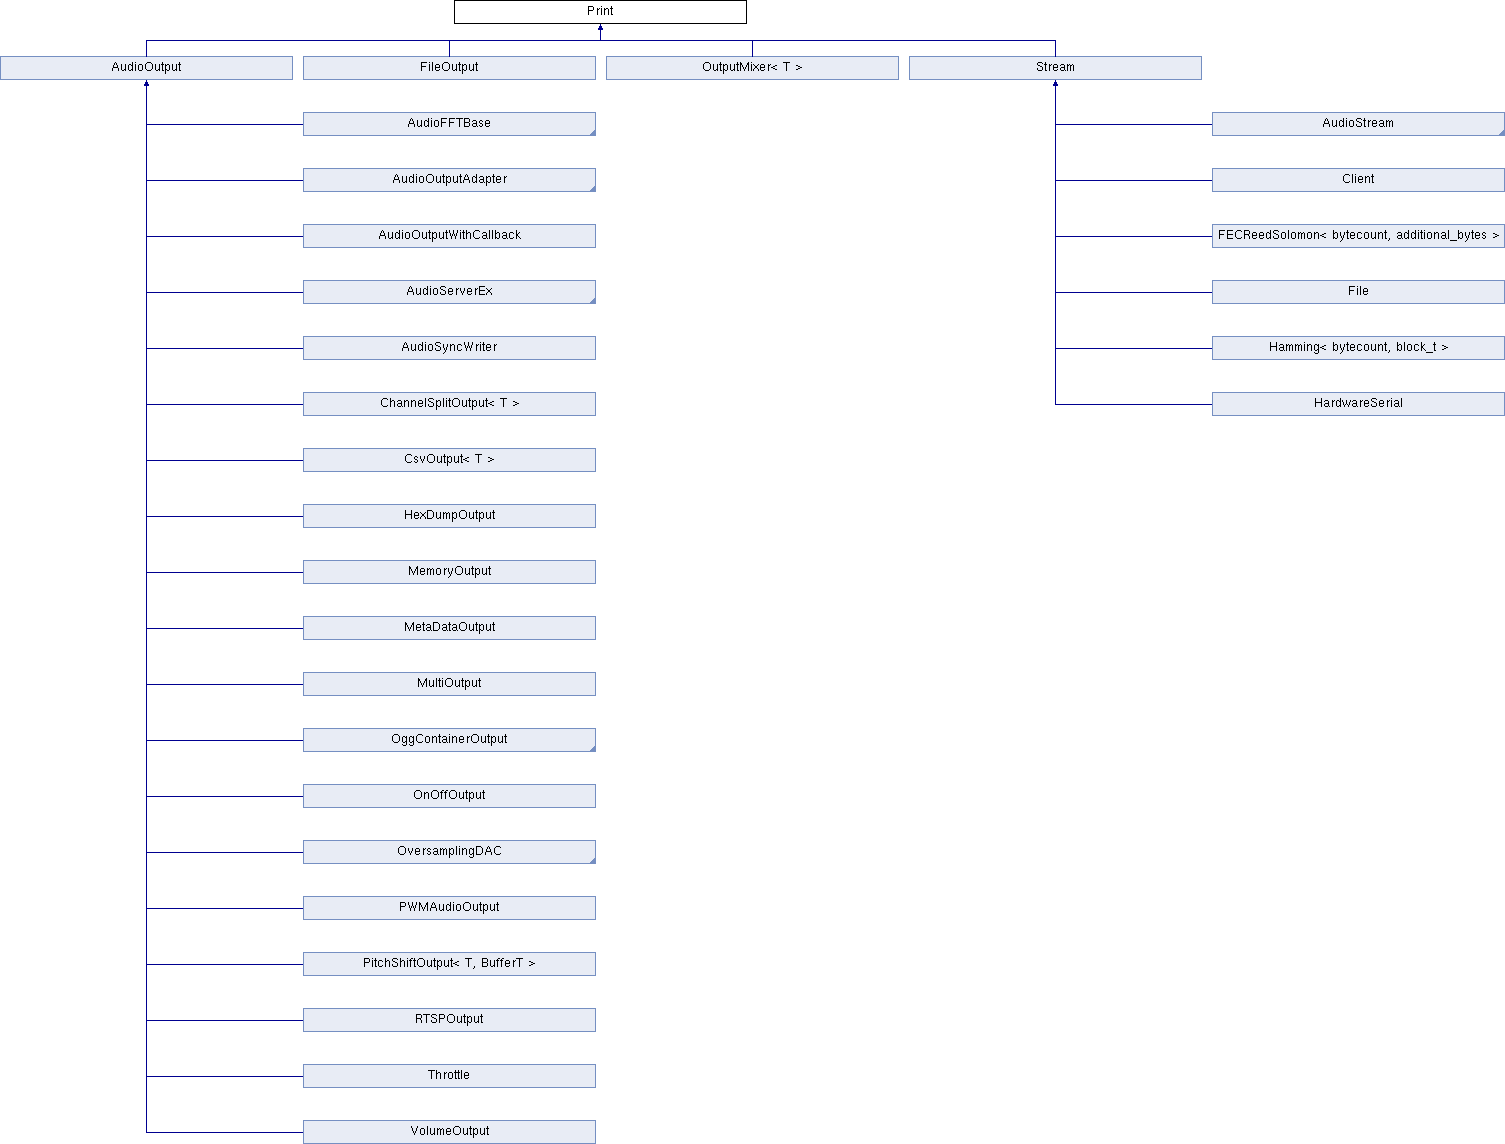 Print
AudioOutput
FileOutput
OutputMixer< T >
Stream
AudioFFTBase
AudioStream
AudioOutputAdapter
Client
AudioOutputWithCallback
FECReedSolomon< bytecount, additional_bytes >
AudioServerEx
File
AudioSyncWriter
Hamming< bytecount, block_t >
ChannelSplitOutput< T >
HardwareSerial
CsvOutput< T >
HexDumpOutput
MemoryOutput
MetaDataOutput
MultiOutput
OggContainerOutput
OnOffOutput
OversamplingDAC
PWMAudioOutput
PitchShiftOutput< T, BufferT >
RTSPOutput
Throttle
VolumeOutput